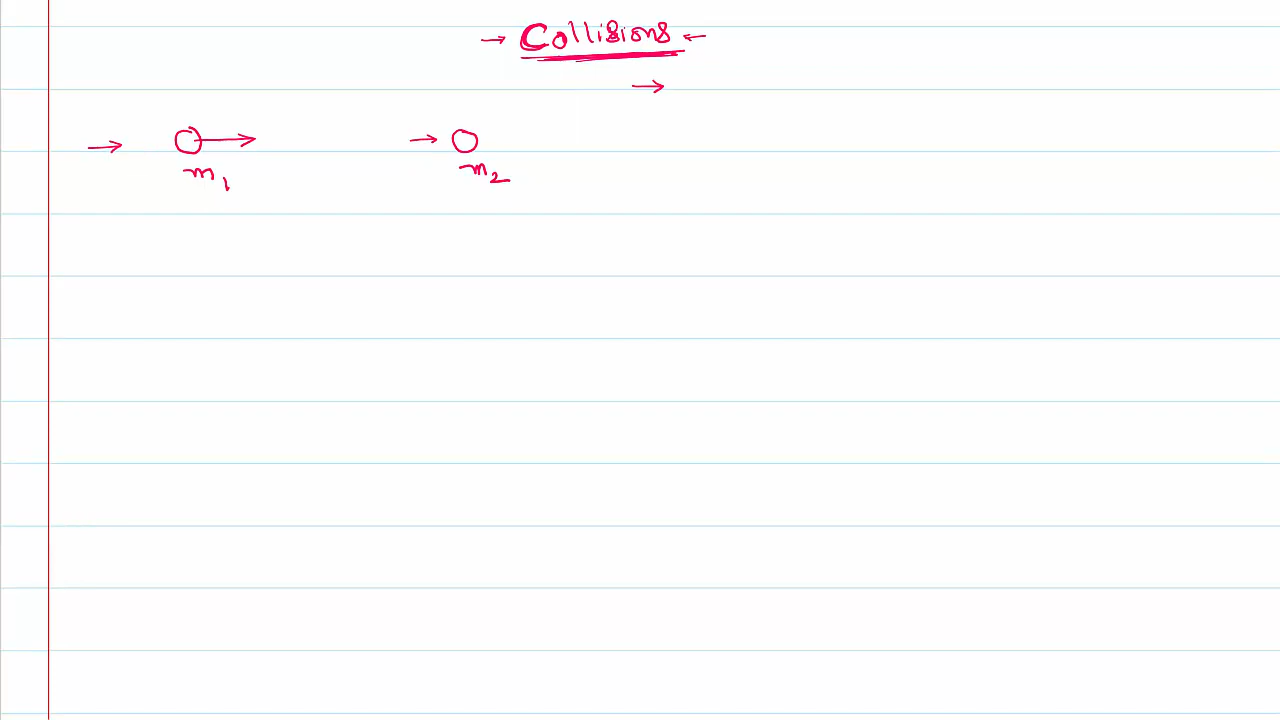 → Collisions ←
→
→ →
→
m₁ m₂